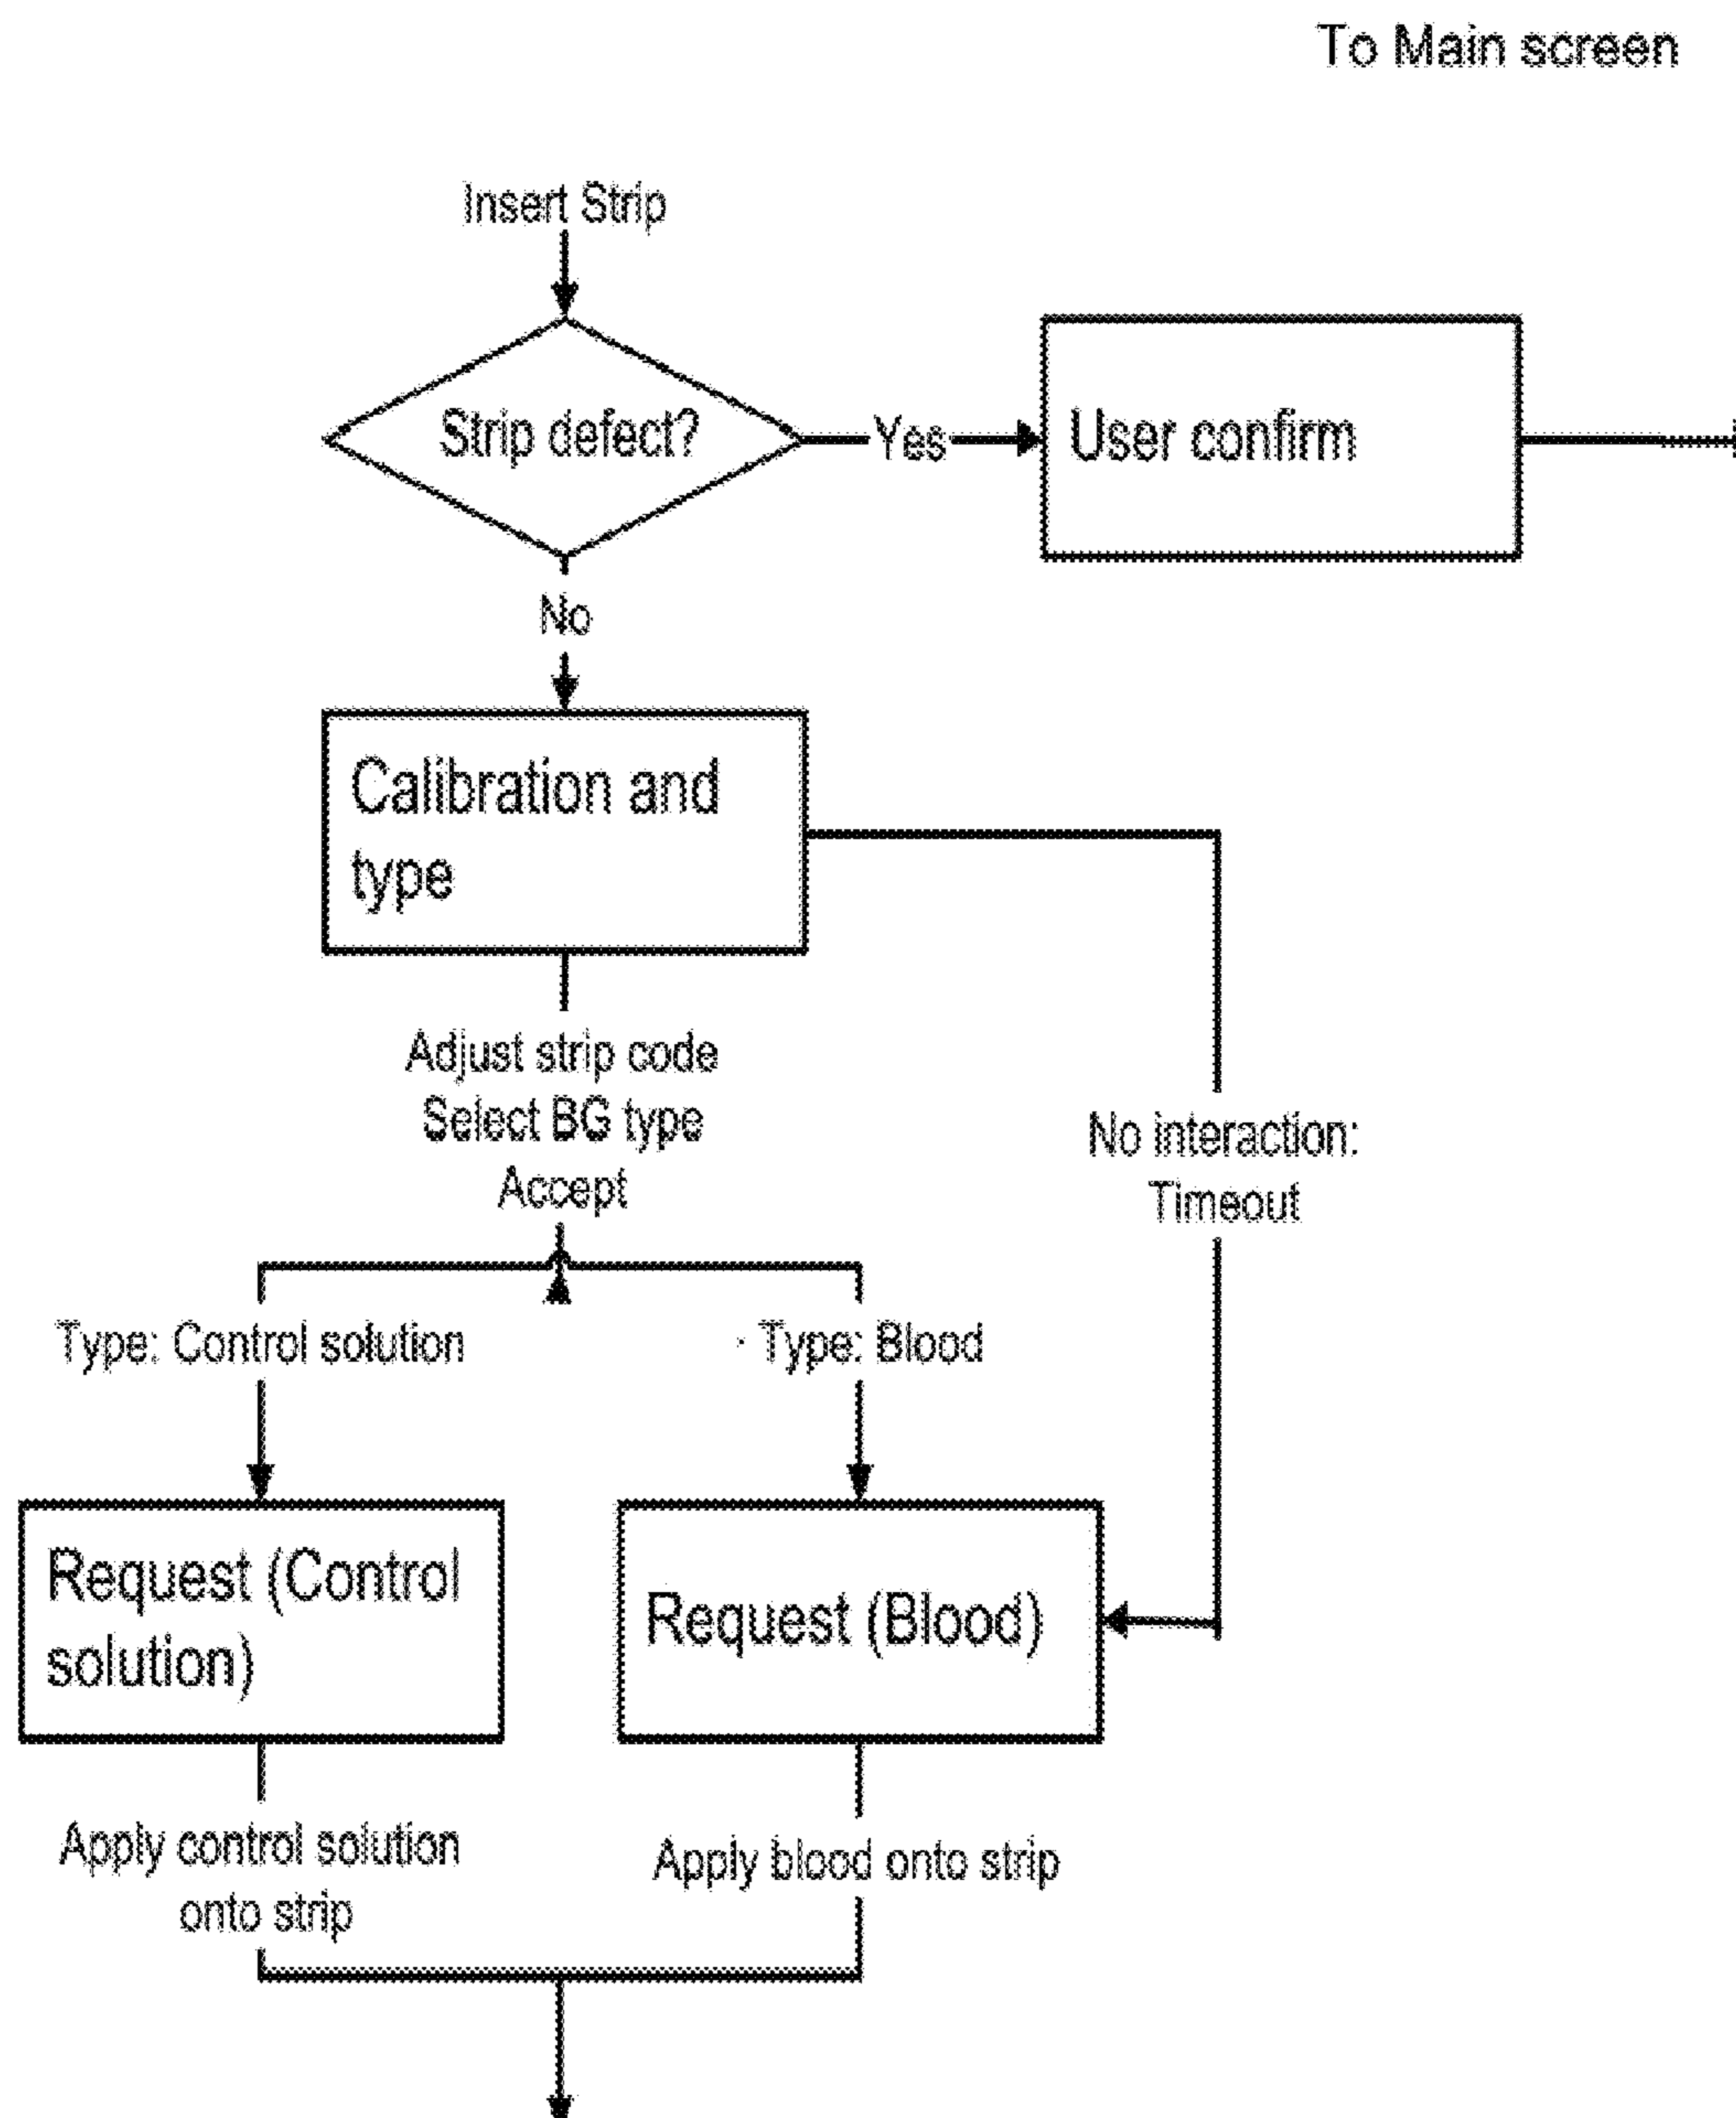 To Main screen
Insert Strip
Strip defect?
Yes
User confirm
No
Calibration and
type
Adjust strip code
Select BG type
Accept
No interaction:
Timeout
Type: Control solution
Type: Blood
Request (Control
solution)
Request (Blood)
Apply control solution
onto strip
Apply blood onto strip